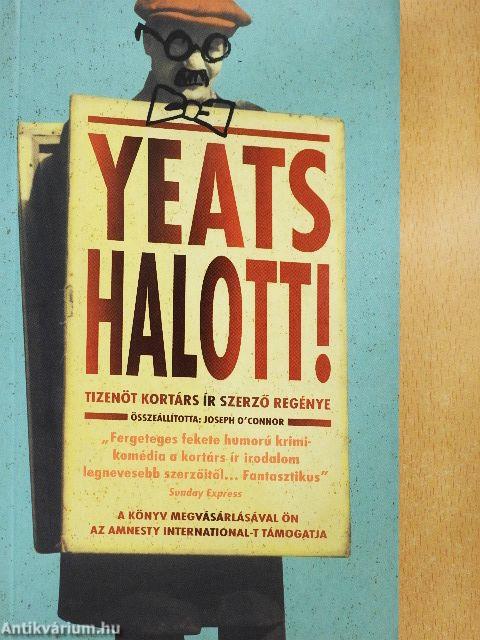 YEATS
HALOTT!
TIZENÖT KORTÁRS ÍR SZERZŐ REGÉNYE
ÖSSZEÁLLÍTOTTA: JOSEPH O'CONNOR
„Fergeteges fekete humorú krimi-
komédia a kortárs ír irodalom
legnevesebb szerzőitől... Fantasztikus"
Sunday Express
A KÖNYV MEGVÁSÁRLÁSÁVAL ÖN
AZ AMNESTY INTERNATIONAL-T TÁMOGATJA
Antikvárium.hu